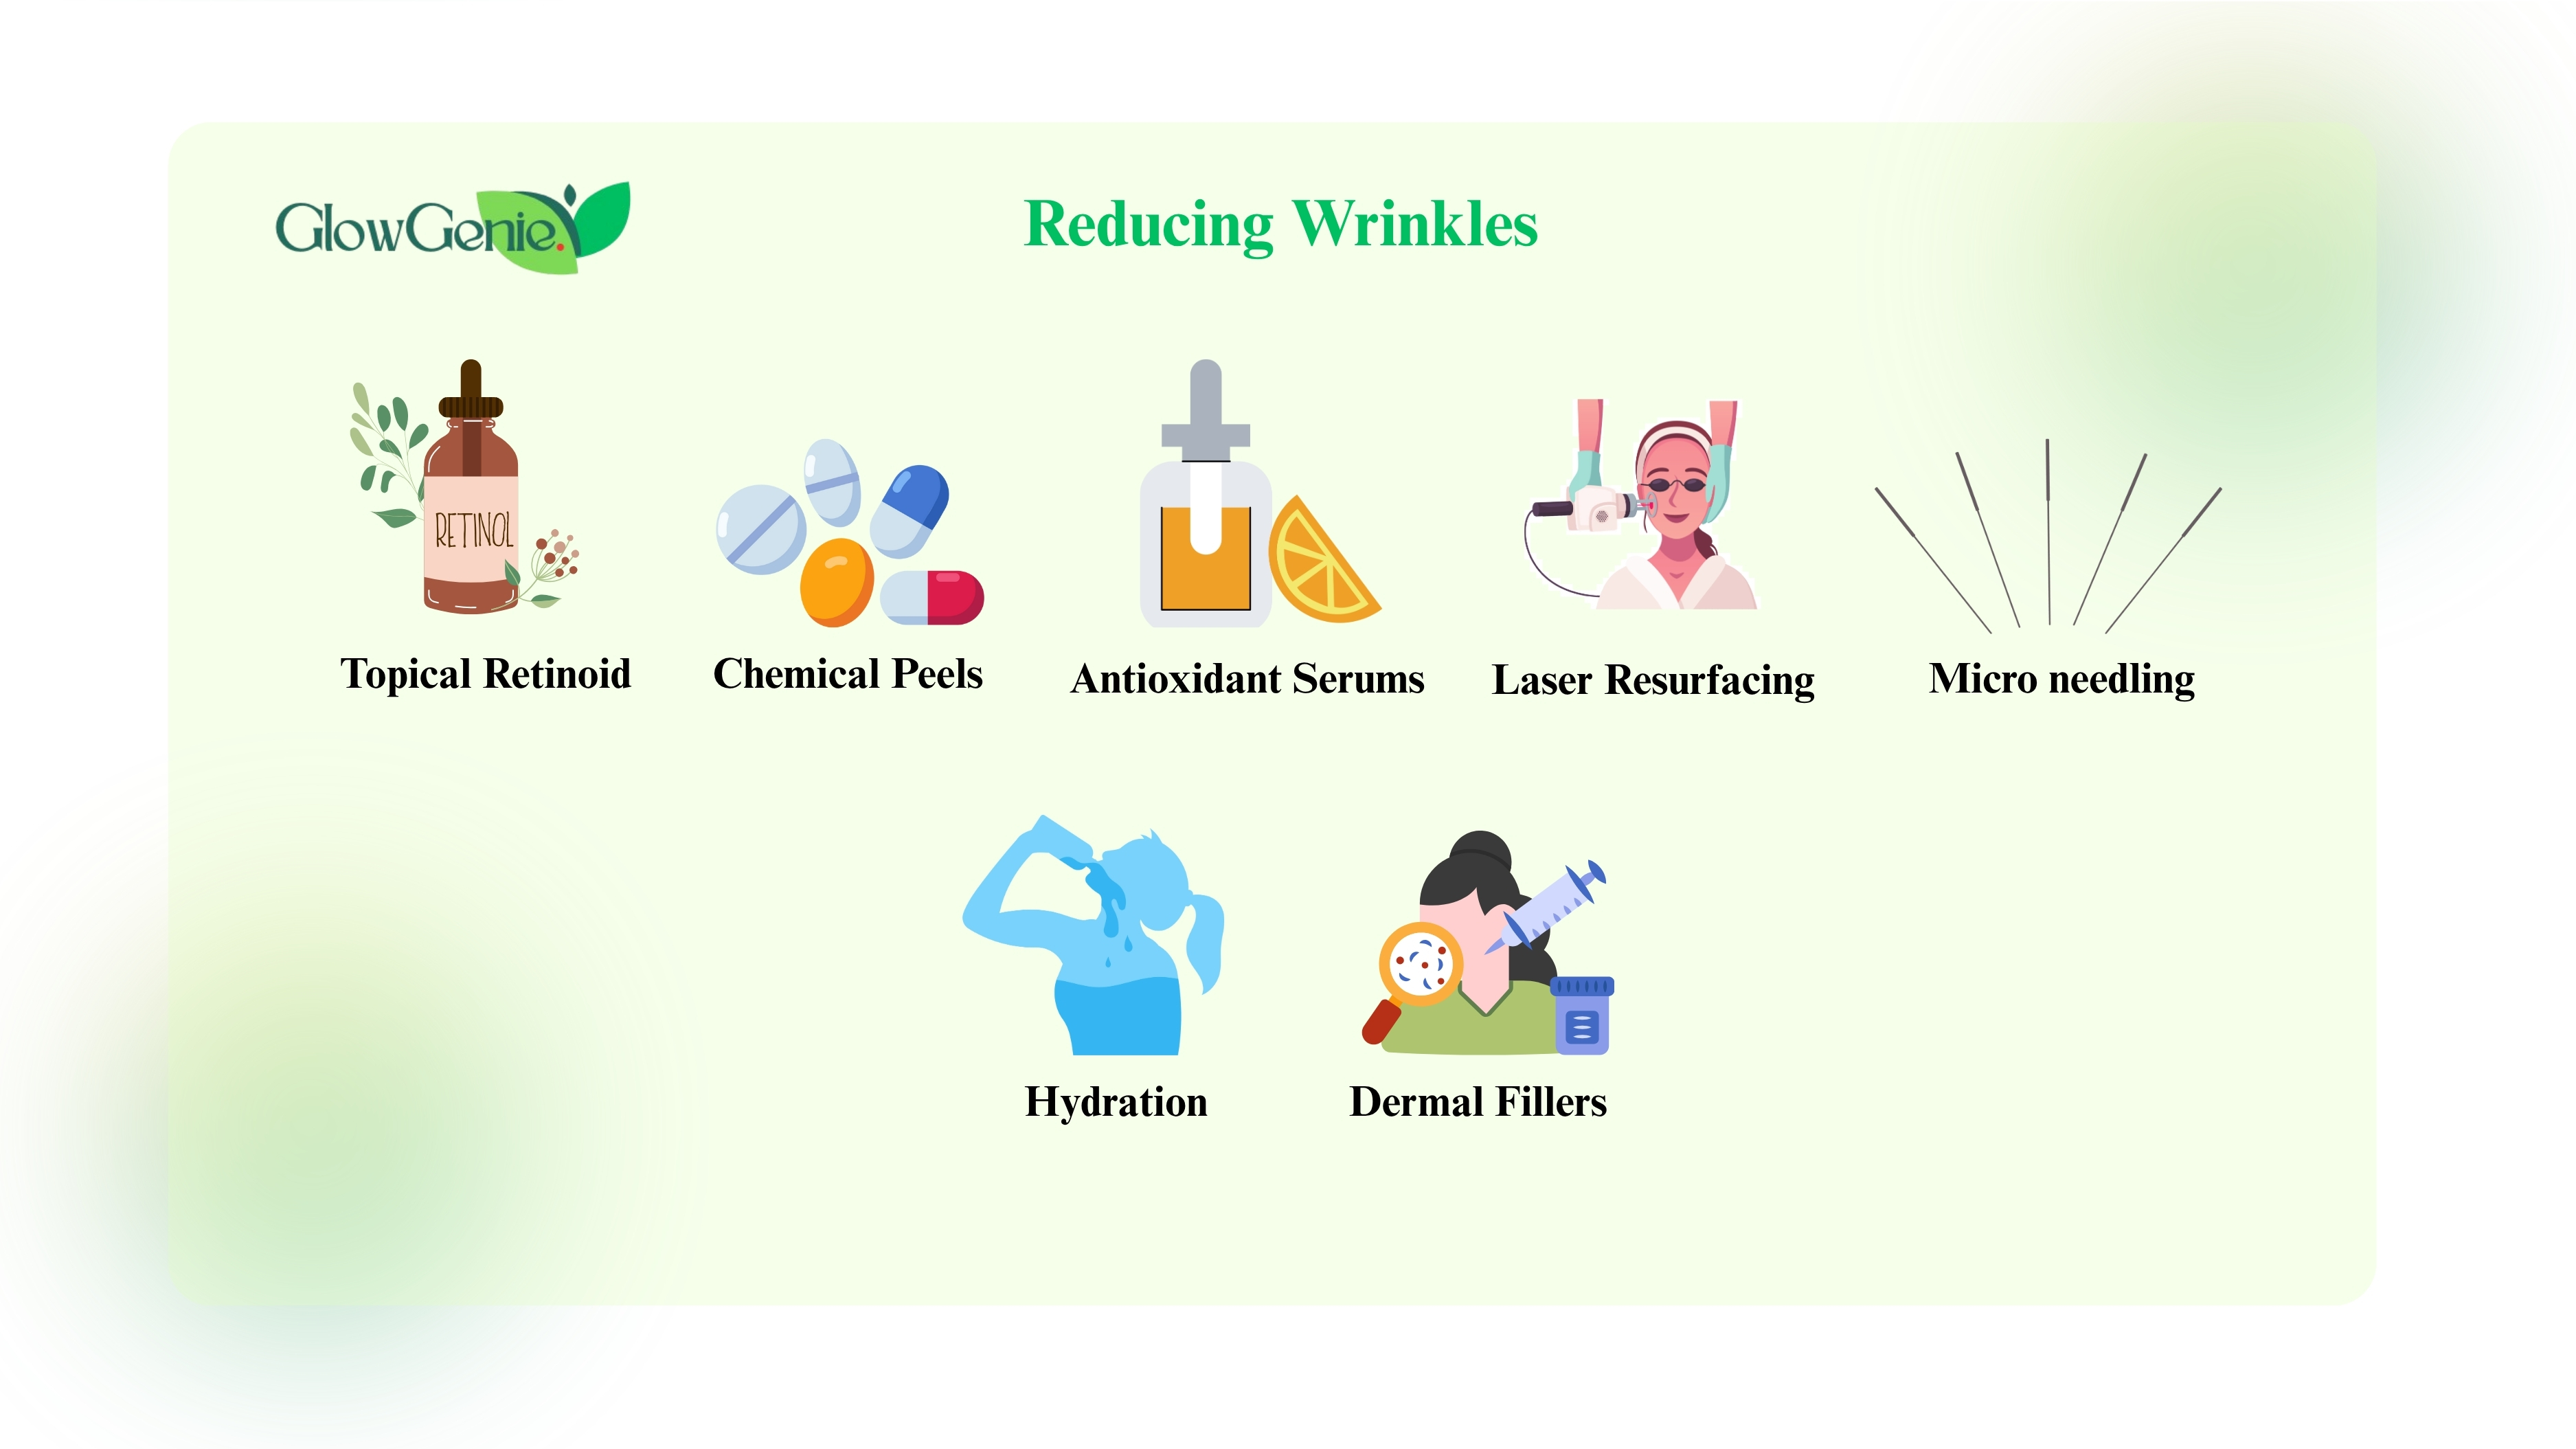 GlowGenie.
Reducing Wrinkles
RETINOL
Topical Retinoid
Chemical Peels
Antioxidant Serums
Laser Resurfacing
Micro needling
Hydration
Dermal Fillers